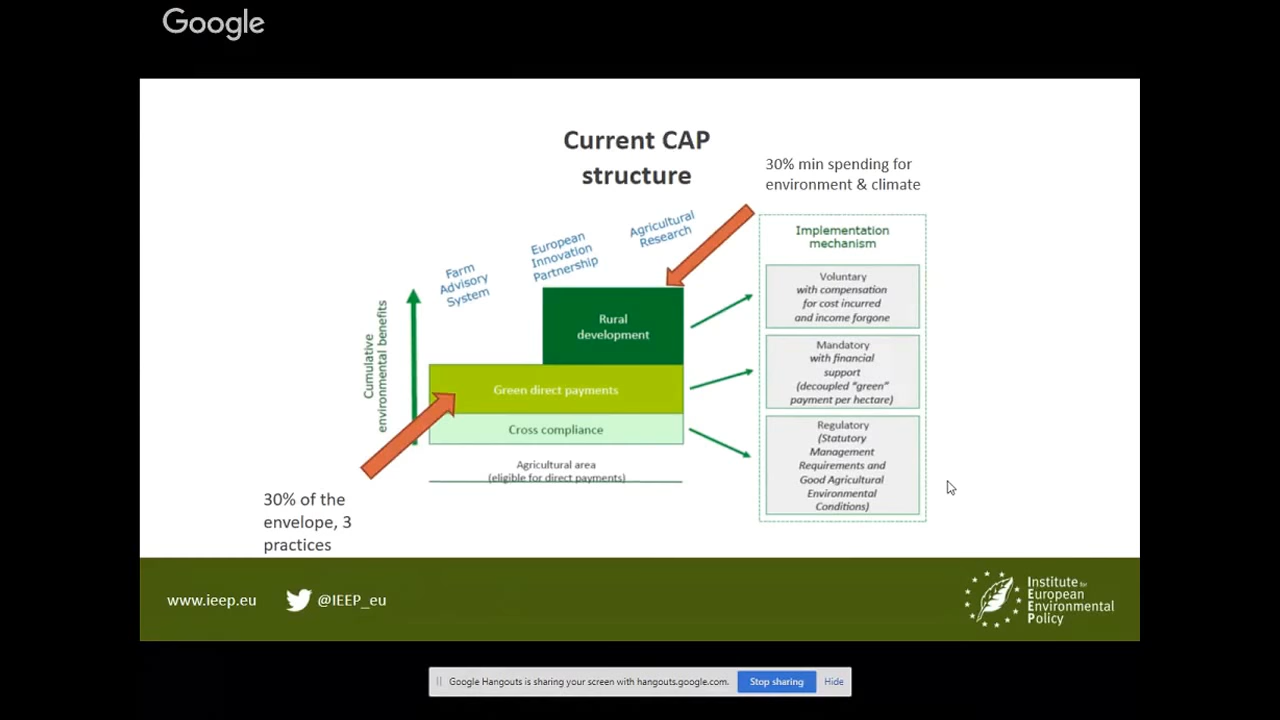 Google
Current CAP
structure
30% min spending for
environment & climate
Farm
Advisory
System
European
Innovation
Partnership
Agricultural
Research
Cumulative
environmental benefits
Rural
development
Green direct payments
Cross compliance
Agricultural area
(eligible for direct payments)
30% of the
envelope, 3
practices
Implementation
mechanism
Voluntary
with compensation
for cost incurred
and income forgone
Mandatory
with financial
support
(decoupled "green"
payment per hectare)
Regulatory
(Statutory
Management
Requirements and
Good Agricultural
Environmental
Conditions)
www.ieep.eu
@IEEP_eu
Institute for
European
Environmental
Policy
Google Hangouts is sharing your screen with hangouts.google.com.
Stop sharing
Hide